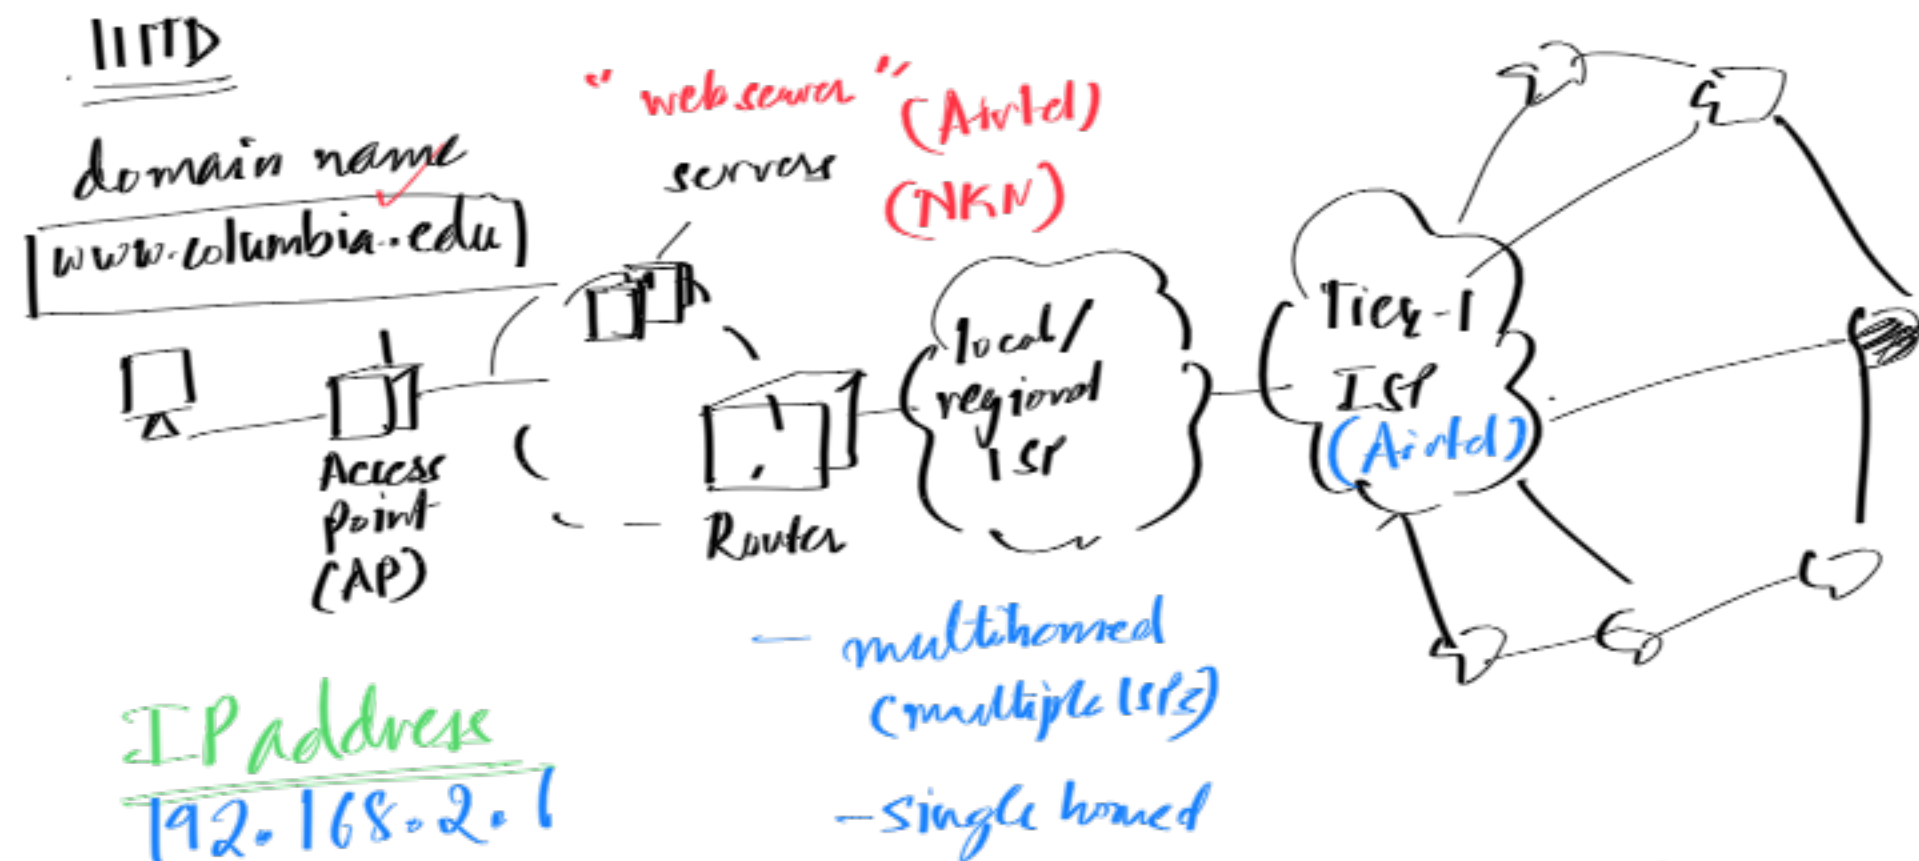 IIITD
domain name
www.columbia.edu
"web server" (Airtel)
(NKN)
servers
Access
Point
(AP)
Router
local/
regional
ISP
Tier-1
ISP
(Airtel)
- multihomed
(multiple ISPs)
- single homed
IP address
192.168.2.1